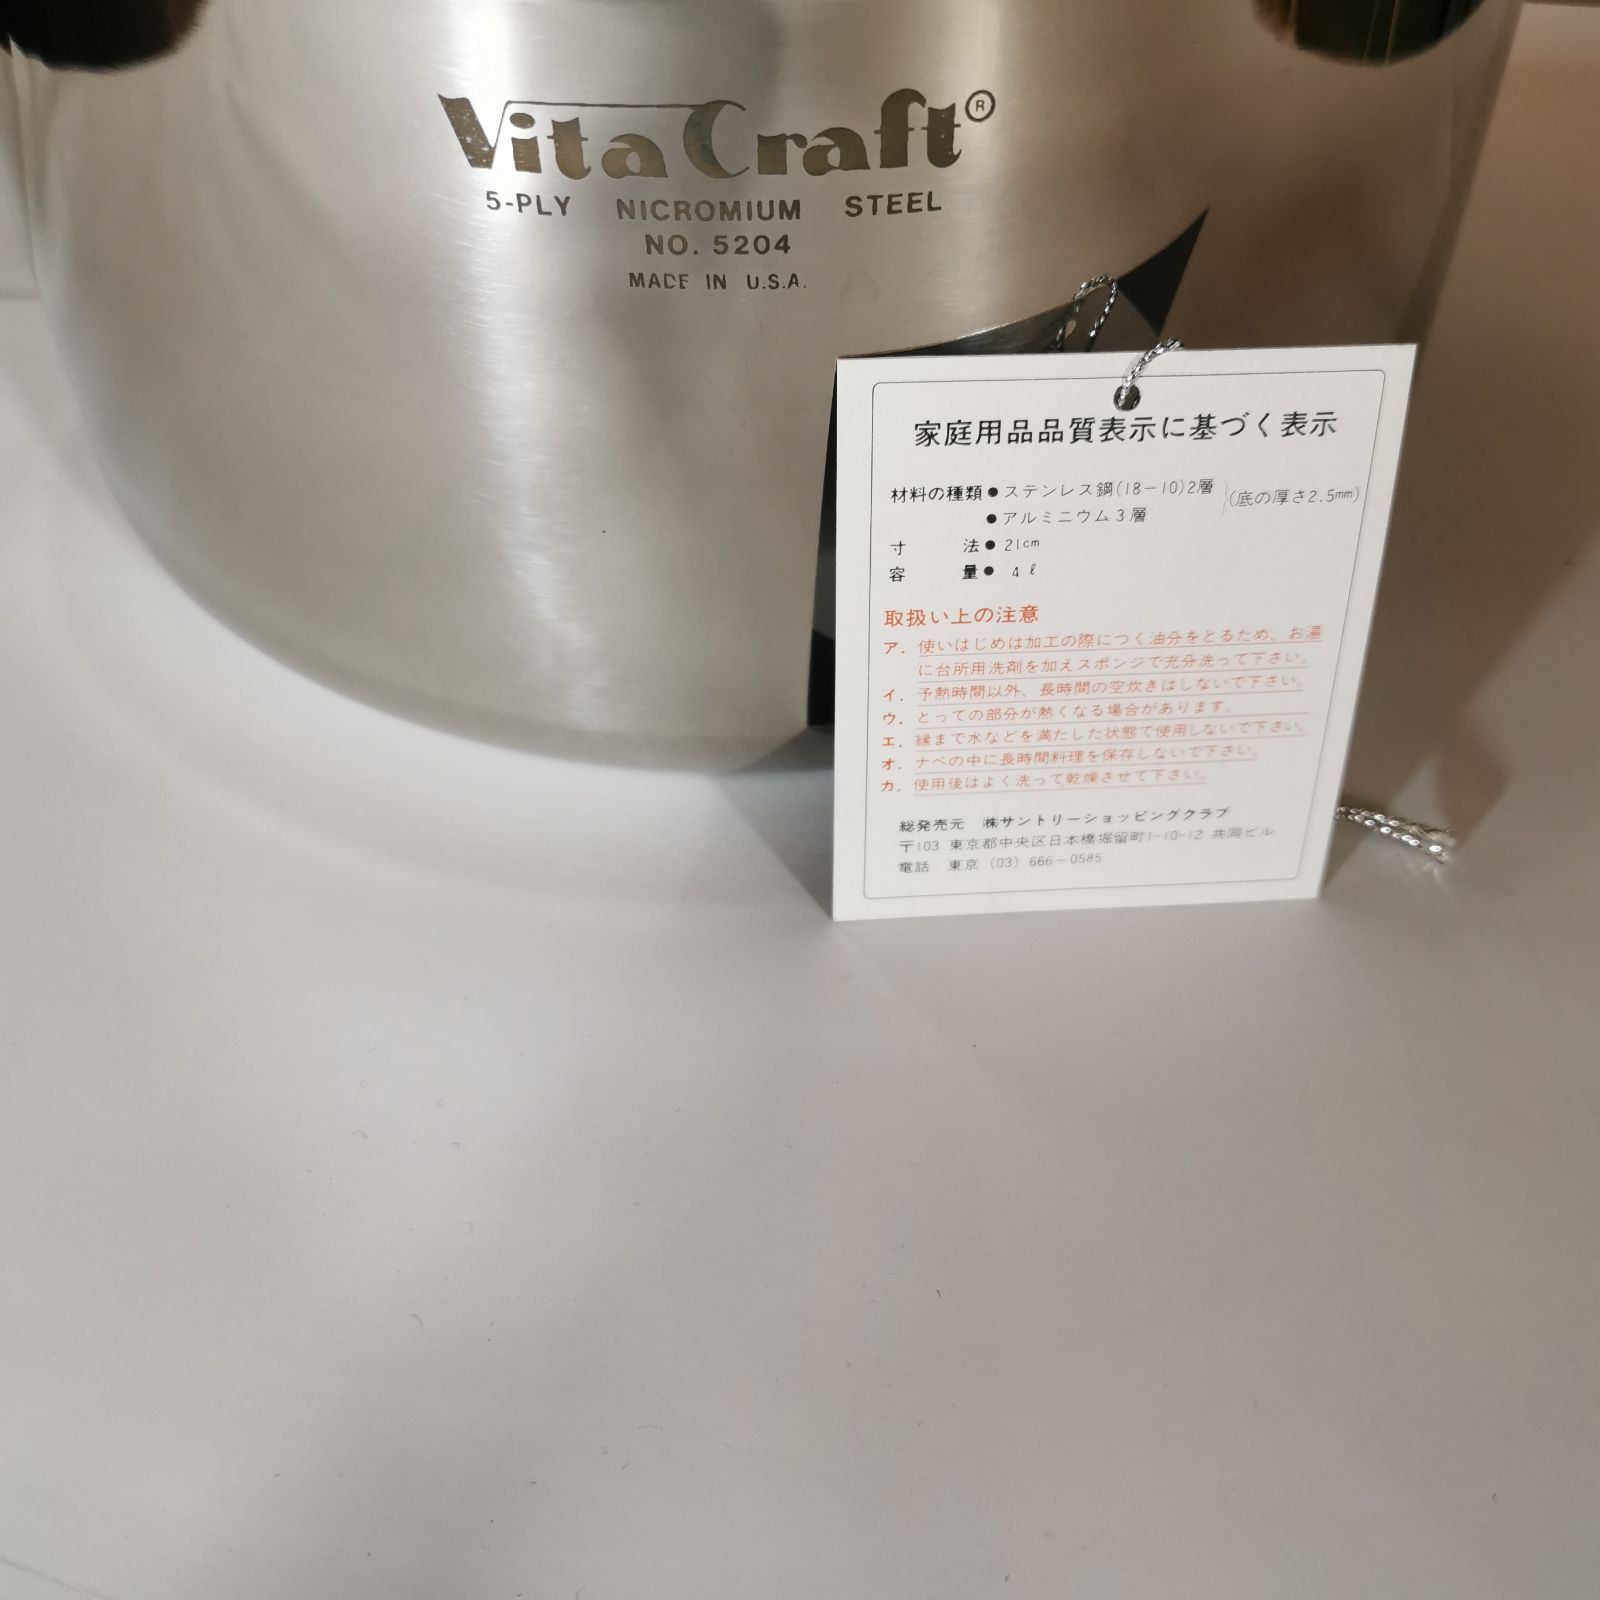 Vita Craft®
5-PLY NICROMIUM STEEL
NO. 5204
MADE IN U.S.A.
家庭用品品質表示に基づく表示
材料の種類●ステンレス鋼(18-10)2層
●アルミニウム3層
(底の厚さ2.5mm)
寸法●21cm
容量●4ℓ
取扱い上の注意
ア. 使いはじめは加工の際につく油分をとるため、お湯
に台所用洗剤を加えスポンジで充分洗って下さい。
イ. 予熱時間以外、長時間の空炊きはしないで下さい。
ウ. とっての部分が熱くなる場合があります。
エ. 縁まで水などを満たした状態で使用しないで下さい。
オ. ナベの中に長時間料理を保存しないで下さい。
カ. 使用後はよく洗って乾燥させて下さい。
総発売元 ㈱サントリーショッピングクラブ
〒103 東京都中央区日本橋堀留町1-10-12 共同ビル
電話 東京 (03) 666-0585